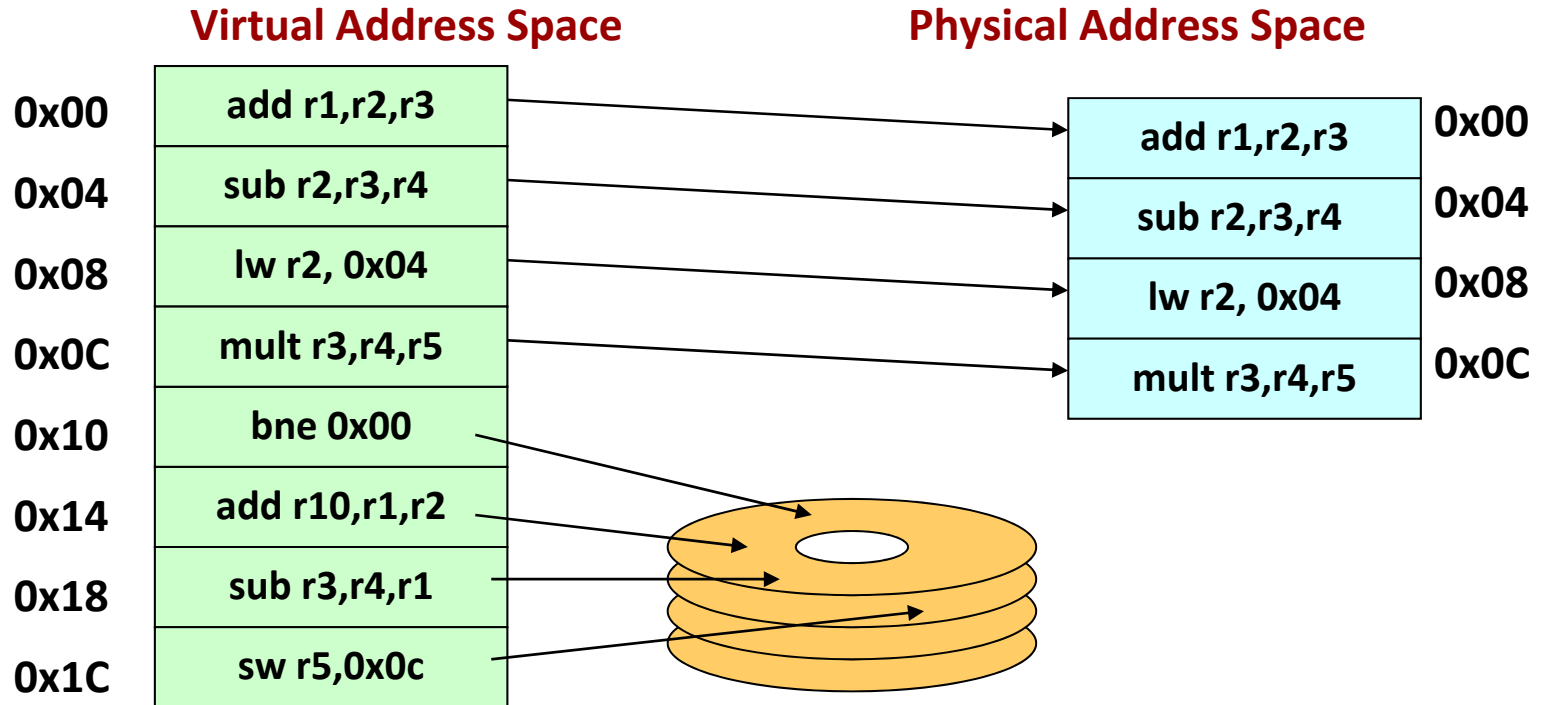 Virtual Address Space
Physical Address Space
0x00
add r1,r2,r3
0x04
sub r2,r3,r4
0x08
lw r2, 0x04
0x0C
mult r3,r4,r5
0x10
bne 0x00
0x14
add r10,r1,r2
0x18
sub r3,r4,r1
0x1C
sw r5,0x0c
add r1,r2,r3
0x00
sub r2,r3,r4
0x04
lw r2, 0x04
0x08
mult r3,r4,r5
0x0C